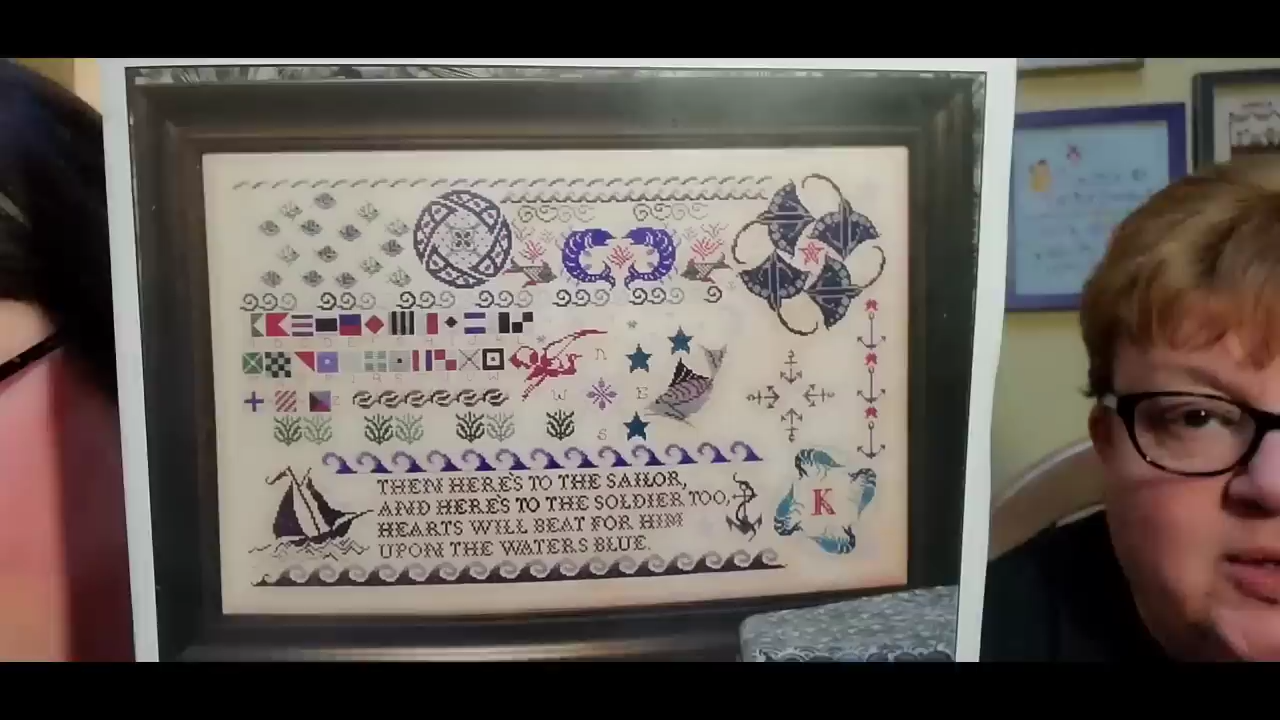 N
W E
S
THEN HERE'S TO THE SAILOR,
AND HERE'S TO THE SOLDIER TOO,
HEARTS WILL BEAT FOR HIM
UPON THE WATERS BLUE.
K